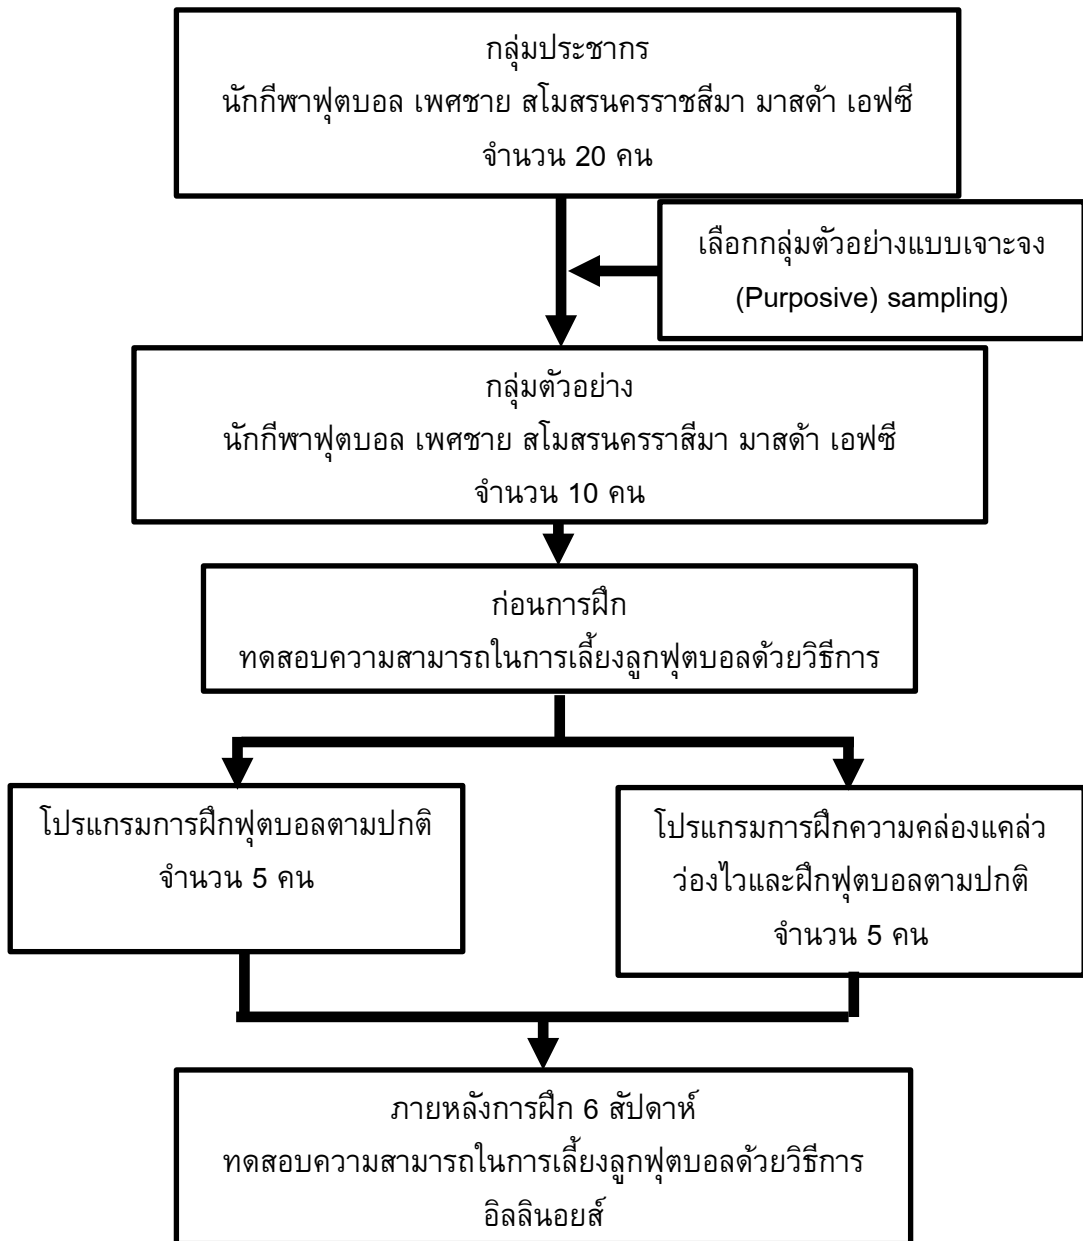 กลุ่มประชากร
นักกีฬาฟุตบอล เพศชาย สโมสรนครราชสีมา มาสด้า เอฟซี
จำนวน 20 คน
เลือกกลุ่มตัวอย่างแบบเจาะจง
(Purposive) sampling)
กลุ่มตัวอย่าง
นักกีฬาฟุตบอล เพศชาย สโมสรนครราสีมา มาสด้า เอฟซี
จำนวน 10 คน
ก่อนการฝึก
ทดสอบความสามารถในการเลี้ยงลูกฟุตบอลด้วยวิธีการ
โปรแกรมการฝึกฟุตบอลตามปกติ
จำนวน 5 คน
โปรแกรมการฝึกความคล่องแคล่ว
ว่องไวและฝึกฟุตบอลตามปกติ
จำนวน 5 คน
ภายหลังการฝึก 6 สัปดาห์
ทดสอบความสามารถในการเลี้ยงลูกฟุตบอลด้วยวิธีการ
อิลลินอยส์